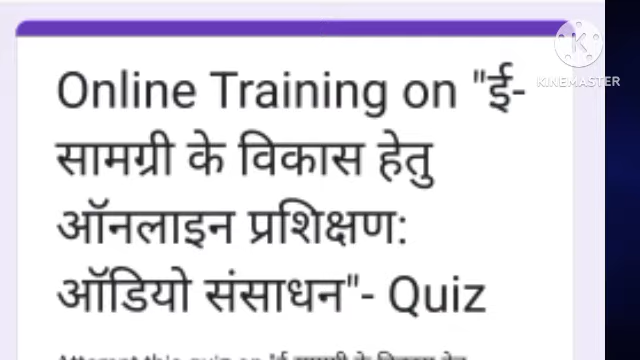 Online Training on "ई-
सामग्री के विकास हेतु
ऑनलाइन प्रशिक्षण:
ऑडियो संसाधन"- Quiz
K
KINEMASTER